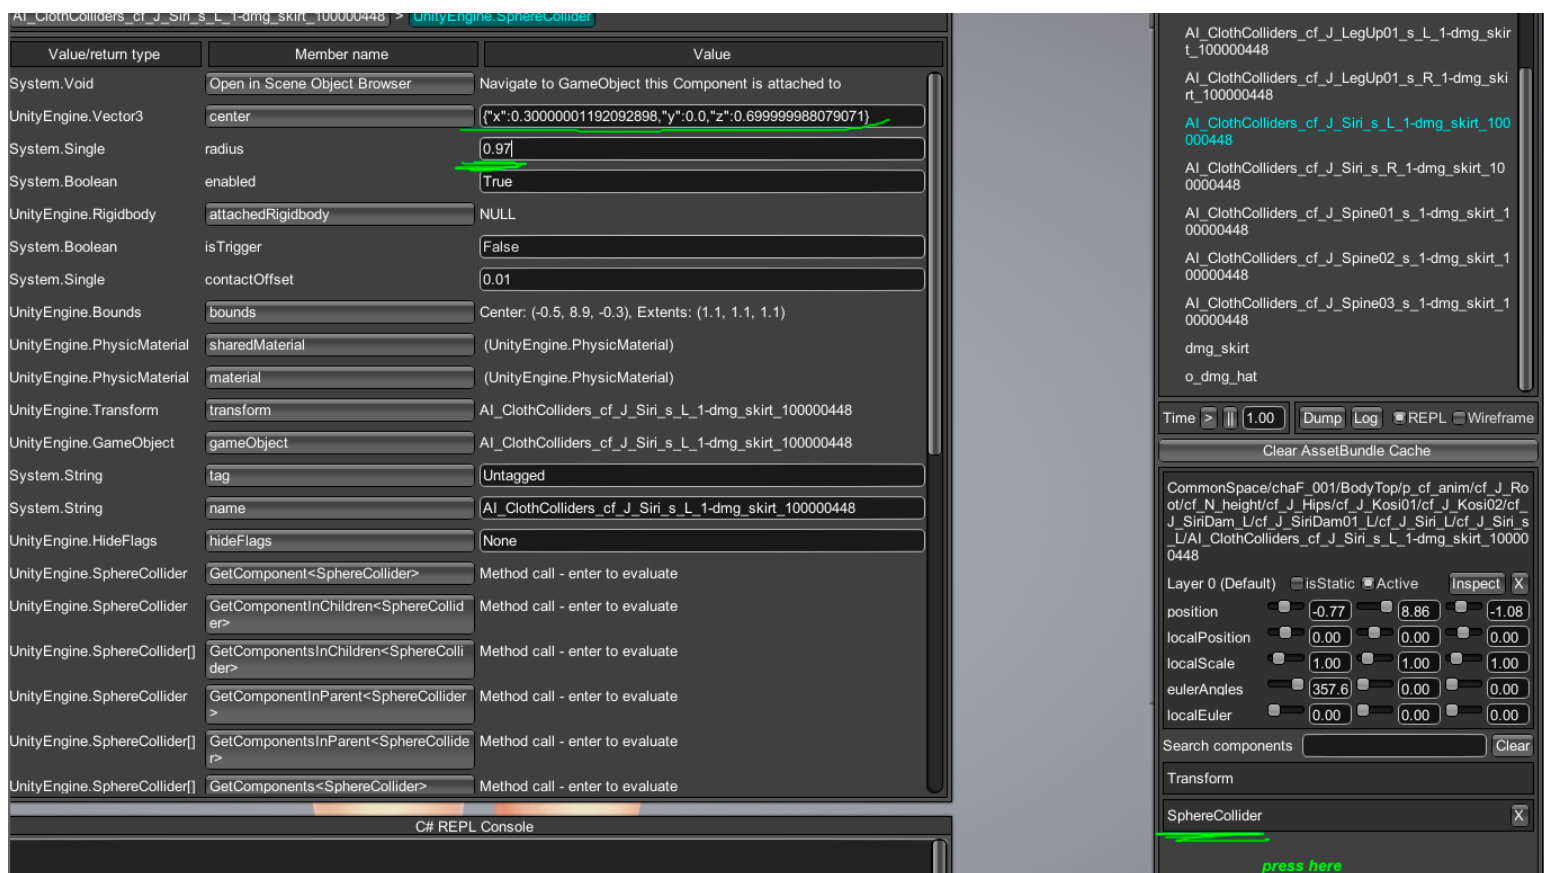 AI_ClothColliders_cf_J_Siri_s_L_1-dmg_skirt_100000448 > UnityEngine.SphereCollider
Value/return type Member name Value
System.Void Open in Scene Object Browser Navigate to GameObject this Component is attached to
UnityEngine.Vector3 center {"x":0.30000001192092898,"y":0.0,"z":0.699999988079071}
System.Single radius 0.97
System.Boolean enabled True
UnityEngine.Rigidbody attachedRigidbody NULL
System.Boolean isTrigger False
System.Single contactOffset 0.01
UnityEngine.Bounds bounds Center: (-0.5, 8.9, -0.3), Extents: (1.1, 1.1, 1.1)
UnityEngine.PhysicMaterial sharedMaterial (UnityEngine.PhysicMaterial)
UnityEngine.PhysicMaterial material (UnityEngine.PhysicMaterial)
UnityEngine.Transform transform AI_ClothColliders_cf_J_Siri_s_L_1-dmg_skirt_100000448
UnityEngine.GameObject gameObject AI_ClothColliders_cf_J_Siri_s_L_1-dmg_skirt_100000448
System.String tag Untagged
System.String name AI_ClothColliders_cf_J_Siri_s_L_1-dmg_skirt_100000448
UnityEngine.HideFlags hideFlags None
UnityEngine.SphereCollider GetComponent<SphereCollider> Method call - enter to evaluate
UnityEngine.SphereCollider GetComponentInChildren<SphereCollid Method call - enter to evaluate
er>
UnityEngine.SphereCollider[] GetComponentsInChildren<SphereColli Method call - enter to evaluate
der>
UnityEngine.SphereCollider GetComponentInParent<SphereCollider Method call - enter to evaluate
>
UnityEngine.SphereCollider[] GetComponentsInParent<SphereCollide Method call - enter to evaluate
r>
UnityEngine.SphereCollider[] GetComponents<SphereCollider> Method call - enter to evaluate
C# REPL Console
AI_ClothColliders_cf_J_LegUp01_s_L_1-dmg_skir
t_100000448
AI_ClothColliders_cf_J_LegUp01_s_R_1-dmg_ski
rt_100000448
AI_ClothColliders_cf_J_Siri_s_L_1-dmg_skirt_100
000448
AI_ClothColliders_cf_J_Siri_s_R_1-dmg_skirt_10
0000448
AI_ClothColliders_cf_J_Spine01_s_1-dmg_skirt_1
00000448
AI_ClothColliders_cf_J_Spine02_s_1-dmg_skirt_1
00000448
AI_ClothColliders_cf_J_Spine03_s_1-dmg_skirt_1
00000448
dmg_skirt
o_dmg_hat
Time > || 1.00 Dump Log REPL Wireframe
Clear AssetBundle Cache
CommonSpace/chaF_001/BodyTop/p_cf_anim/cf_J_Ro
ot/cf_N_height/cf_J_Hips/cf_J_Kosi01/cf_J_Kosi02/cf_
J_SiriDam_L/cf_J_SiriDam01_L/cf_J_Siri_L/cf_J_Siri_s
_L/AI_ClothColliders_cf_J_Siri_s_L_1-dmg_skirt_10000
0448
Layer 0 (Default) isStatic Active Inspect X
position -0.77 8.86 -1.08
localPosition 0.00 0.00 0.00
localScale 1.00 1.00 1.00
eulerAngles 357.6 0.00 0.00
localEuler 0.00 0.00 0.00
Search components Clear
Transform
SphereCollider X
press here